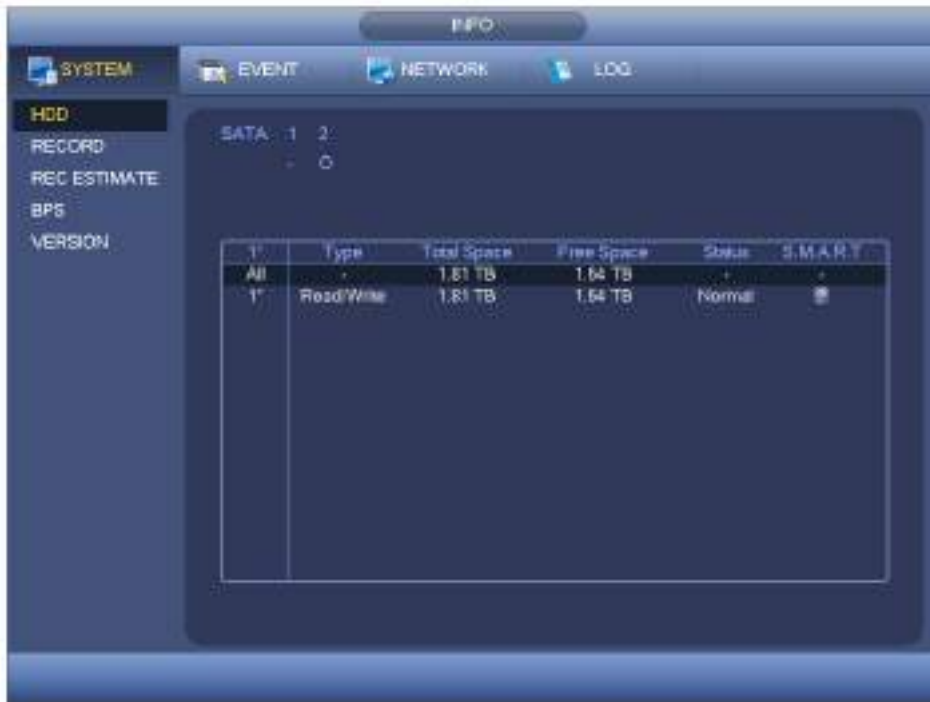 INFO
SYSTEM EVENT NETWORK LOG
HDD
RECORD
REC ESTIMATE
BPS
VERSION
SATA 1 2
- O
1* Type Total Space Free Space Status S.M.A.R.T
All - 1.81 TB 1.64 TB - -
1* Read/Write 1.81 TB 1.64 TB Normal